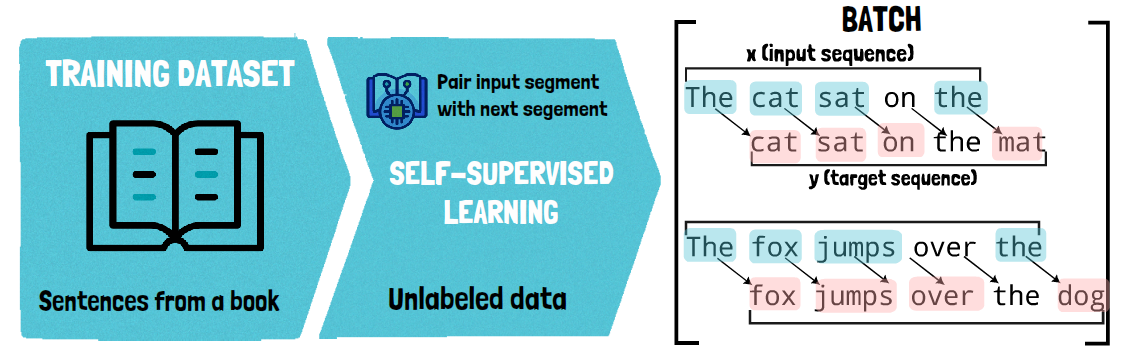 TRAINING DATASET
Sentences from a book
Pair input segment
with next segement
SELF-SUPERVISED
LEARNING
Unlabeled data
BATCH
x (input sequence)
The cat sat on the
cat sat on the mat
y (target sequence)
The fox jumps over the
fox jumps over the dog